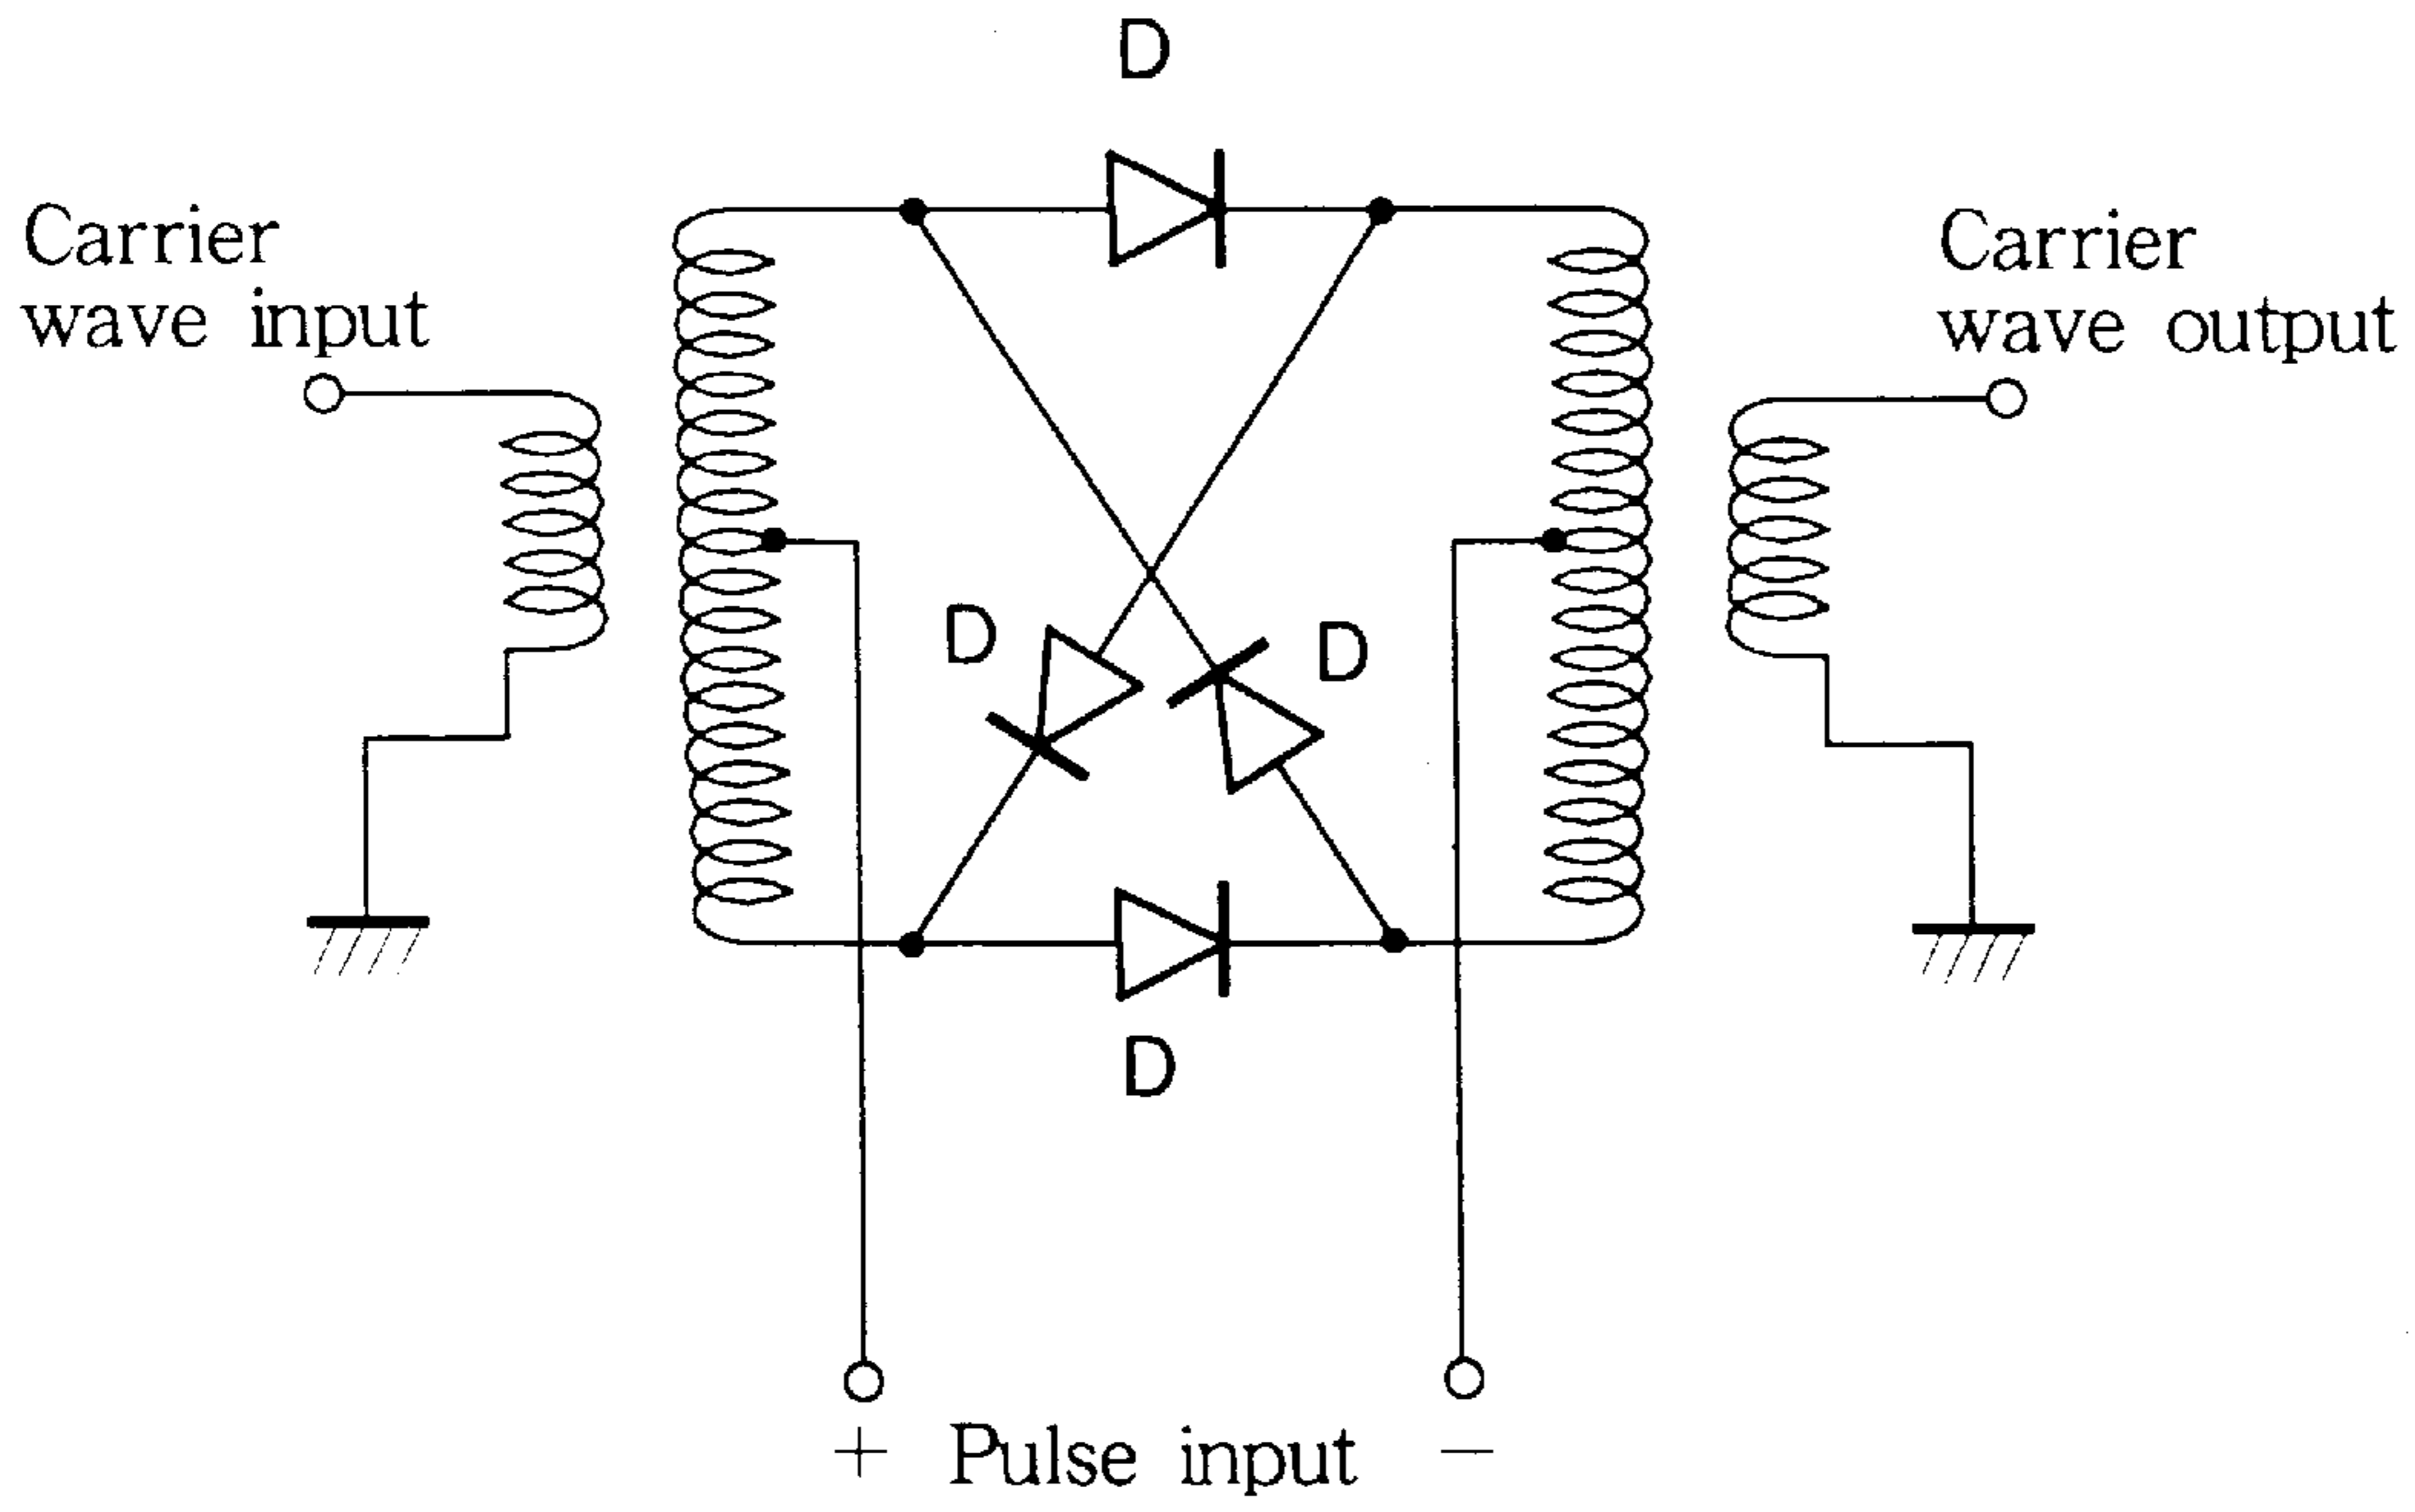 D
Carrier
wave input
Carrier
wave output
D
D
D
+ Pulse input −